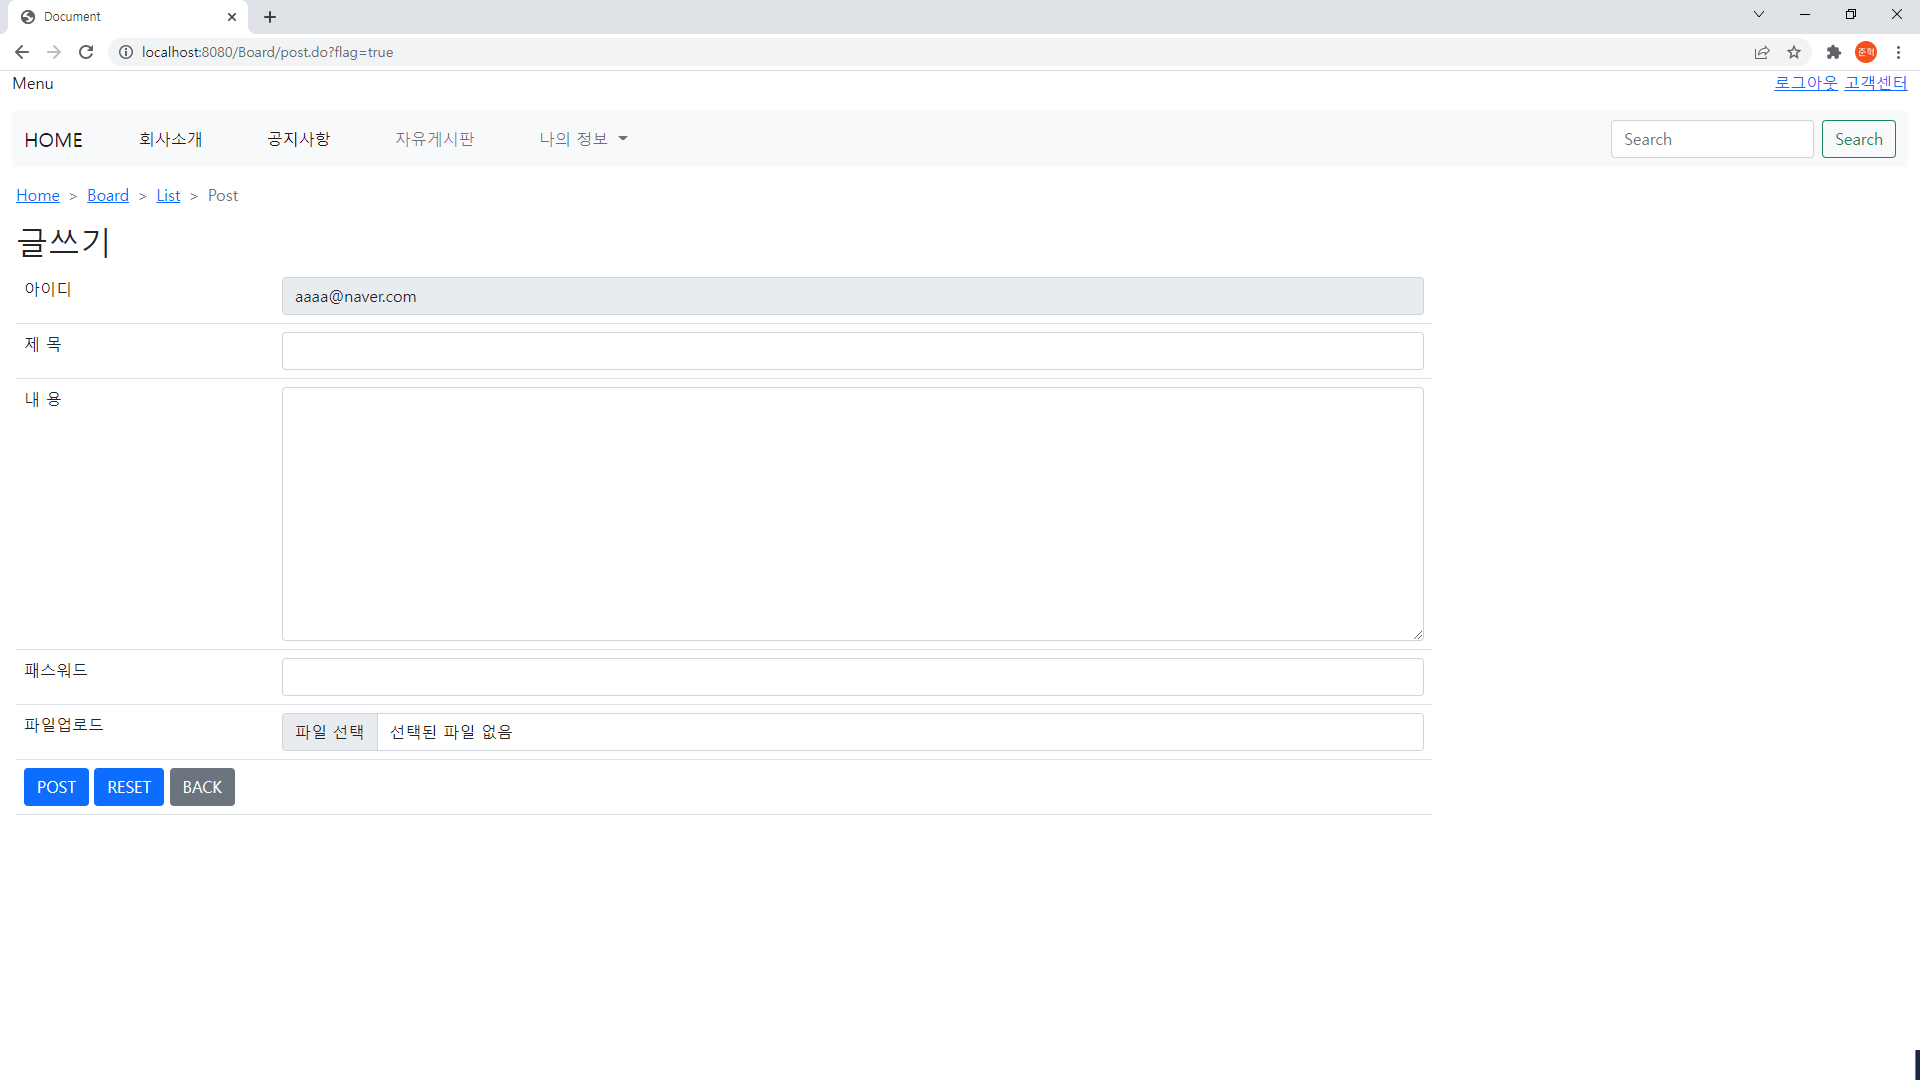 Document
localhost:8080/Board/post.do?flag=true
준혁
Menu
로그아웃 고객센터
HOME 회사소개 공지사항 자유게시판 나의 정보 Search Search
Home > Board > List > Post
글쓰기
아이디 aaaa@naver.com
제 목
내 용
패스워드
파일업로드 파일 선택 선택된 파일 없음
POST RESET BACK